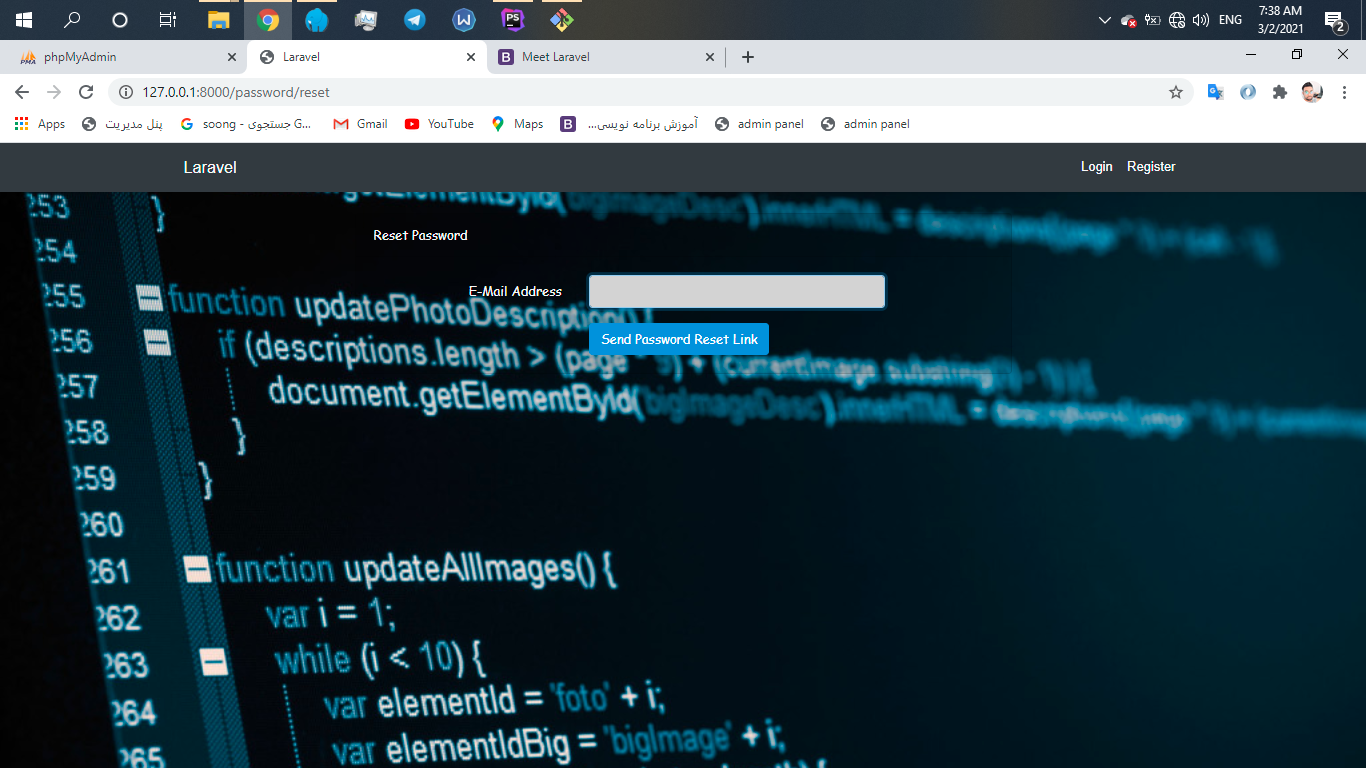 7:38 AM
ENG
3/2/2021
2
phpMyAdmin
Laravel
Meet Laravel
127.0.0.1:8000/password/reset
Apps
پنل مدیریت
soong - جستجوی G...
Gmail
YouTube
Maps
آموزش برنامه نویسی...
admin panel
admin panel
Laravel
Login
Register
253
}
254
Reset Password
255
function updatePhotoDescription() {
E-Mail Address
256
if (descriptions.length > (page
Send Password Reset Link
257
document.getElementById('bigImageDesc').innerHTML =
258
}
259
}
260
261
function updateAllImages() {
262
var i = 1;
263
while (i < 10) {
264
var elementId = 'foto' + i;
265
var elementIdBig = 'bigImage' + i;